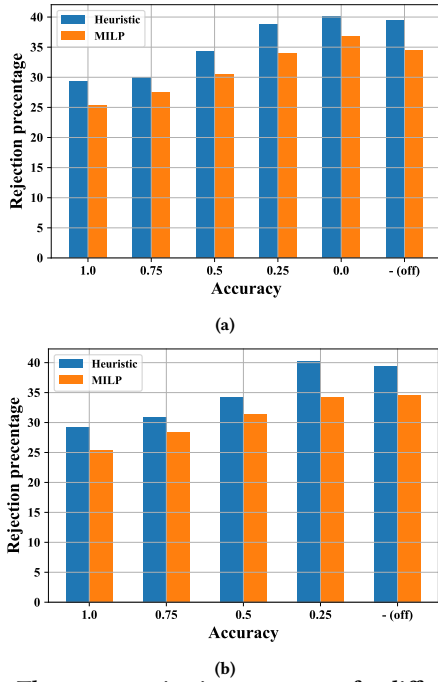 40
35
30
25
20
15
10
5
0
Rejection precentage
Heuristic
MILP
1.0 0.75 0.5 0.25 0.0 - (off)
Accuracy
(a)
40
35
30
25
20
15
10
5
0
Rejection precentage
Heuristic
MILP
1.0 0.75 0.5 0.25 - (off)
Accuracy
(b)